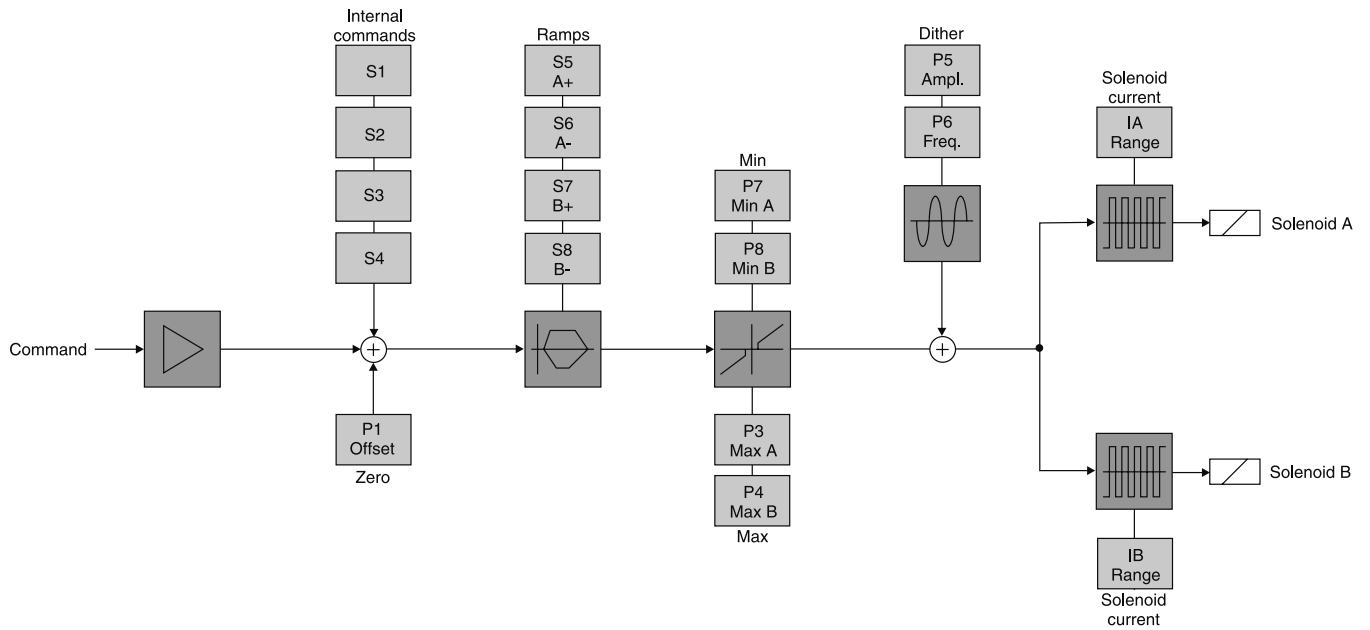 Internal
commands
S1
S2
S3
S4
Ramps
S5
A+
S6
A-
S7
B+
S8
B-
Min
P7
Min A
P8
Min B
Dither
P5
Ampl.
P6
Freq.
Solenoid
current
IA
Range
Solenoid A
Command
P1
Offset
Zero
P3
Max A
P4
Max B
Max
Solenoid B
IB
Range
Solenoid
current